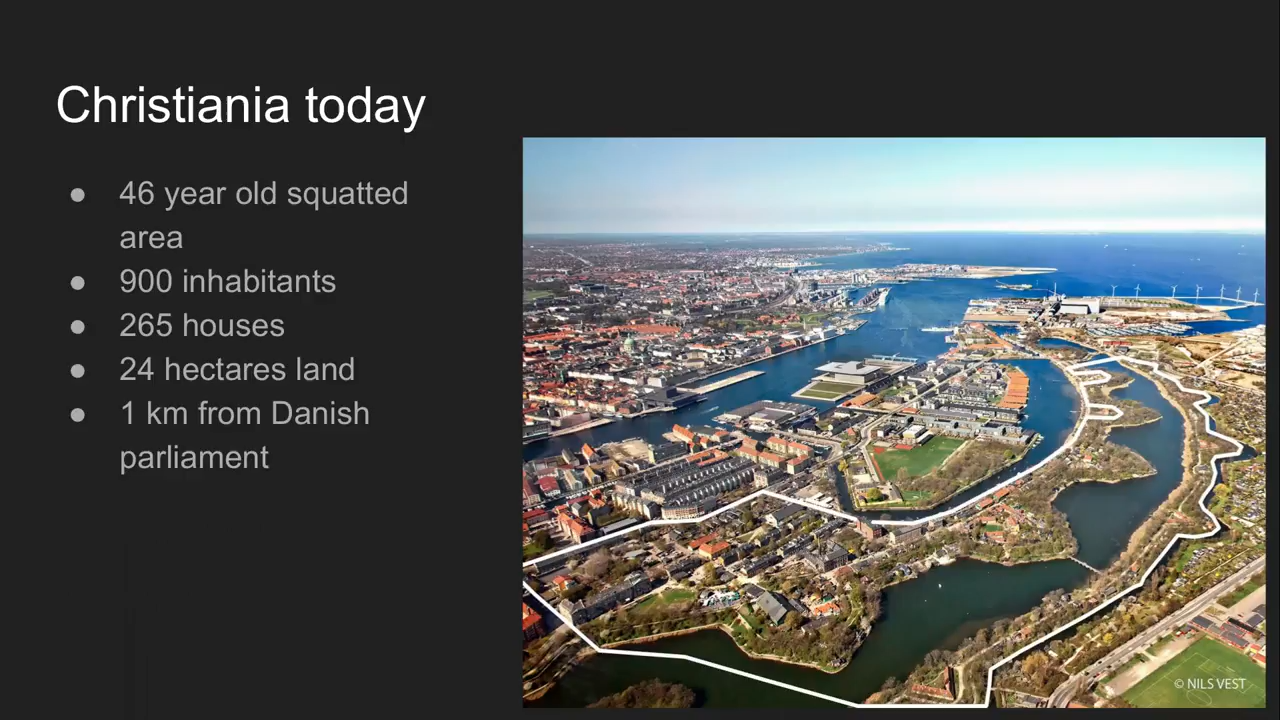 Christiania today
● 46 year old squatted
area
● 900 inhabitants
● 265 houses
● 24 hectares land
● 1 km from Danish
parliament
© NILS VEST